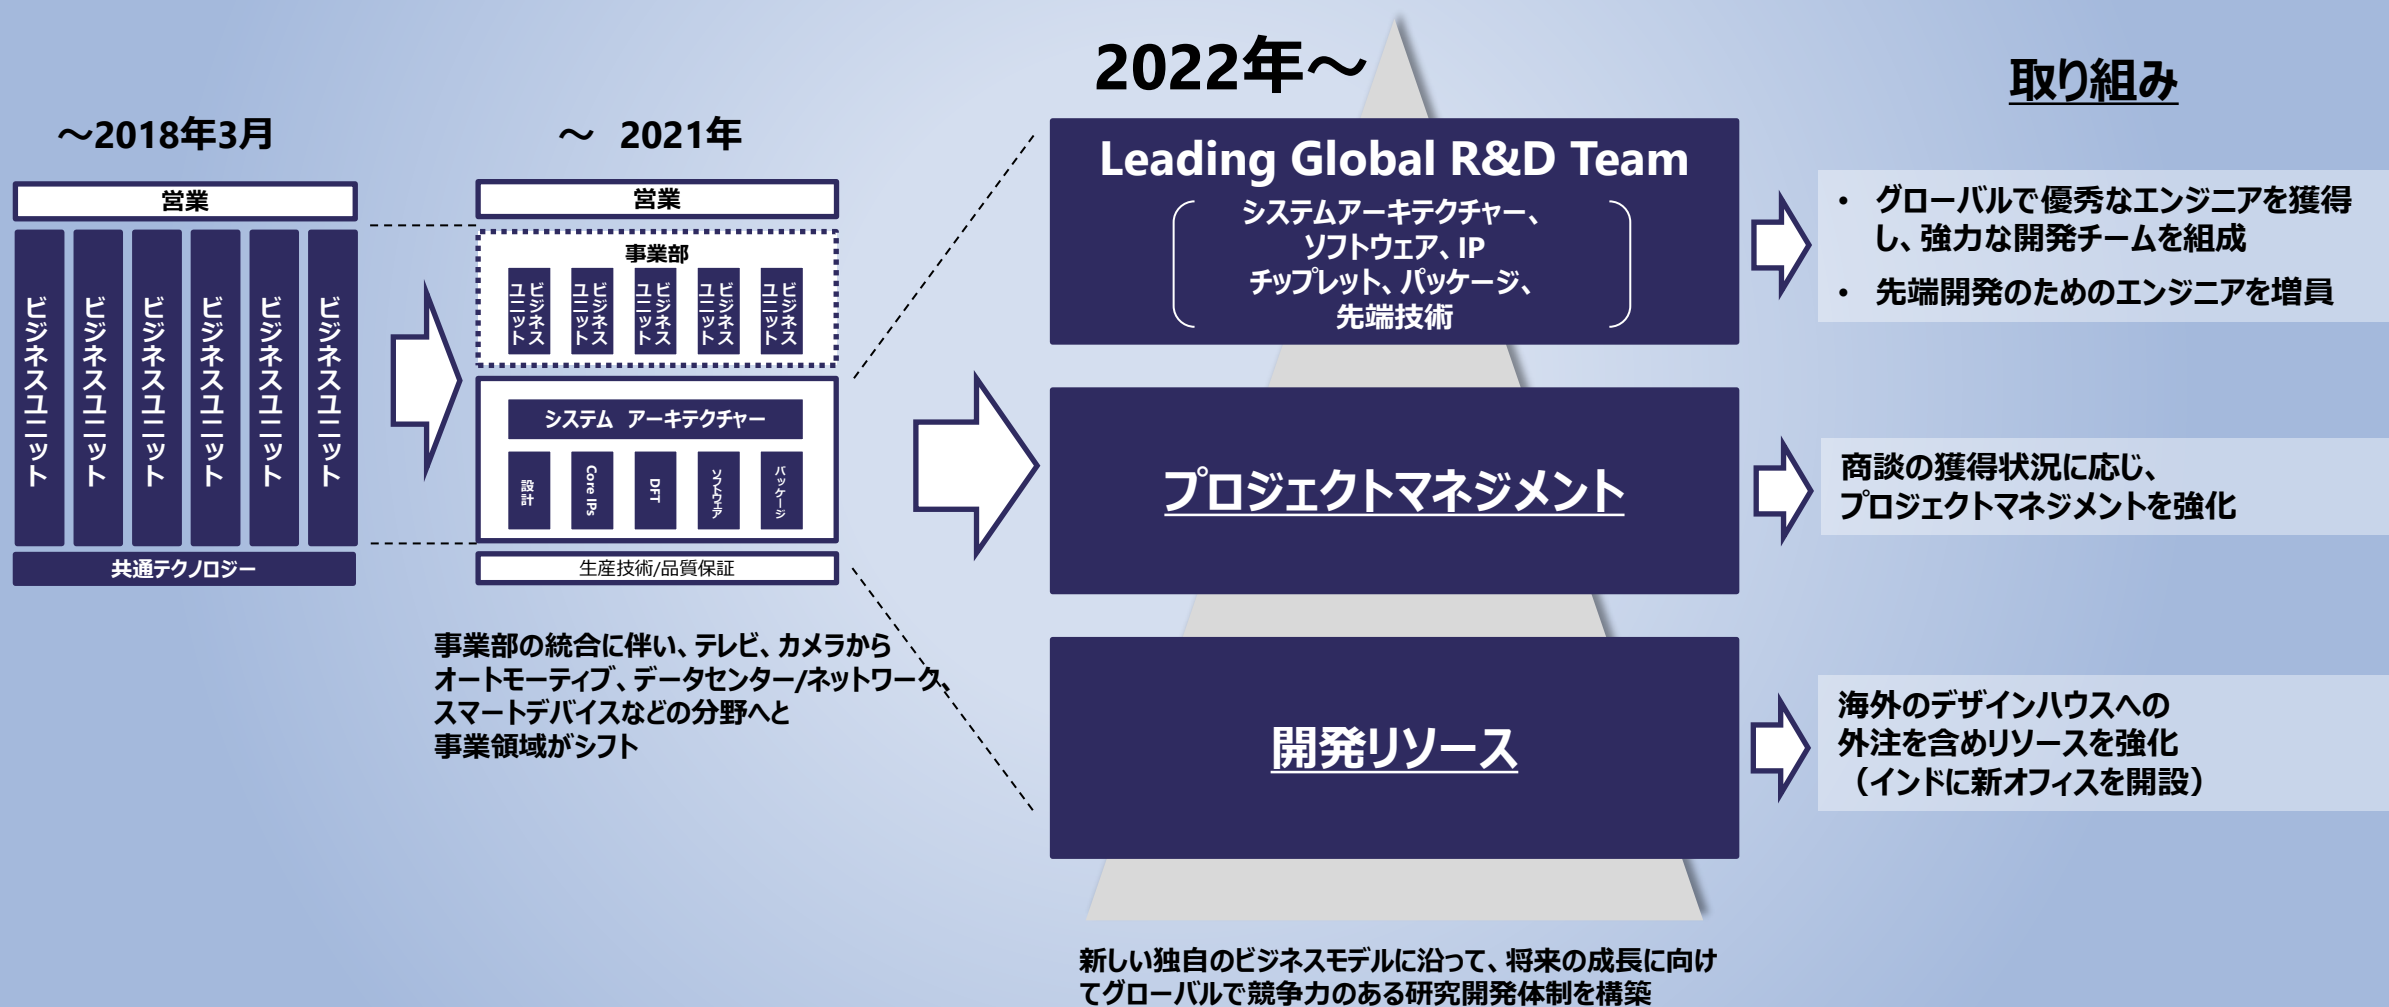 ～2018年3月
営業
ビジネスユニット
ビジネスユニット
ビジネスユニット
ビジネスユニット
ビジネスユニット
ビジネスユニット
共通テクノロジー
～ 2021年
営業
事業部
ビジネス
ユニット
ビジネス
ユニット
ビジネス
ユニット
ビジネス
ユニット
ビジネス
ユニット
システム アーキテクチャー
設計
Core IPs
DFT
ソフトウェア
パッケージ
生産技術/品質保証
事業部の統合に伴い、テレビ、カメラから
オートモーティブ、データセンター/ネットワーク、
スマートデバイスなどの分野へと
事業領域がシフト
2022年～
Leading Global R&D Team
システムアーキテクチャー、
ソフトウェア、IP
チップレット、パッケージ、
先端技術
プロジェクトマネジメント
開発リソース
新しい独自のビジネスモデルに沿って、将来の成長に向け
てグローバルで競争力のある研究開発体制を構築
取り組み
• グローバルで優秀なエンジニアを獲得
し、強力な開発チームを組成
• 先端開発のためのエンジニアを増員
商談の獲得状況に応じ、
プロジェクトマネジメントを強化
海外のデザインハウスへの
外注を含めリソースを強化
（インドに新オフィスを開設）